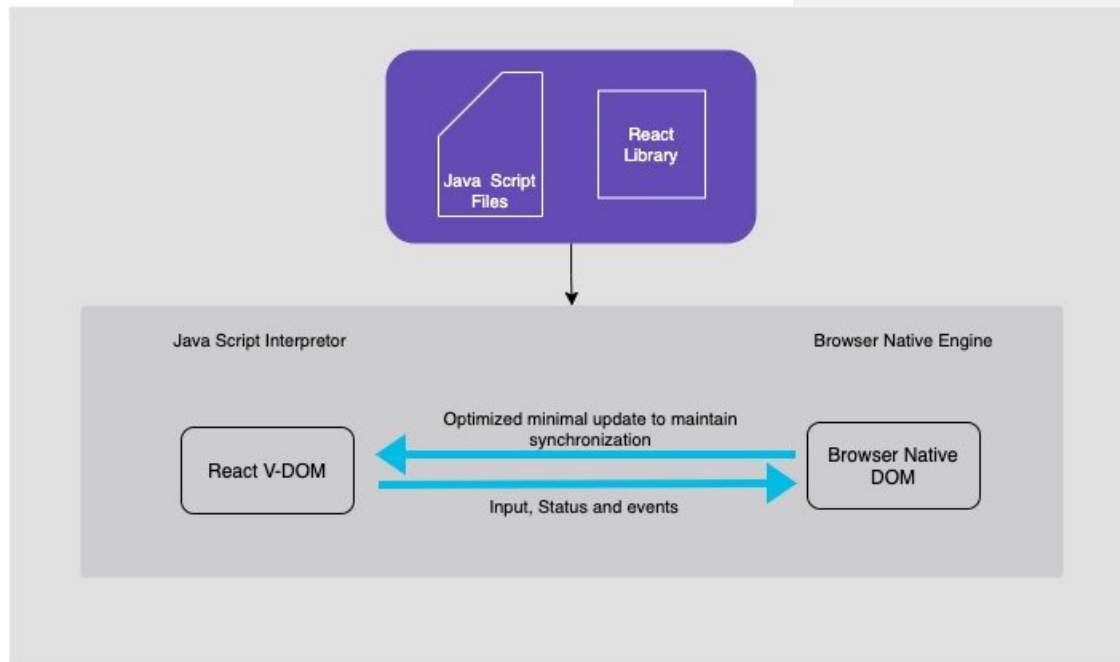 Java Script
Files
React
Library
Java Script Interpretor
Browser Native Engine
Optimized minimal update to maintain
synchronization
React V-DOM
Browser Native
DOM
Input, Status and events